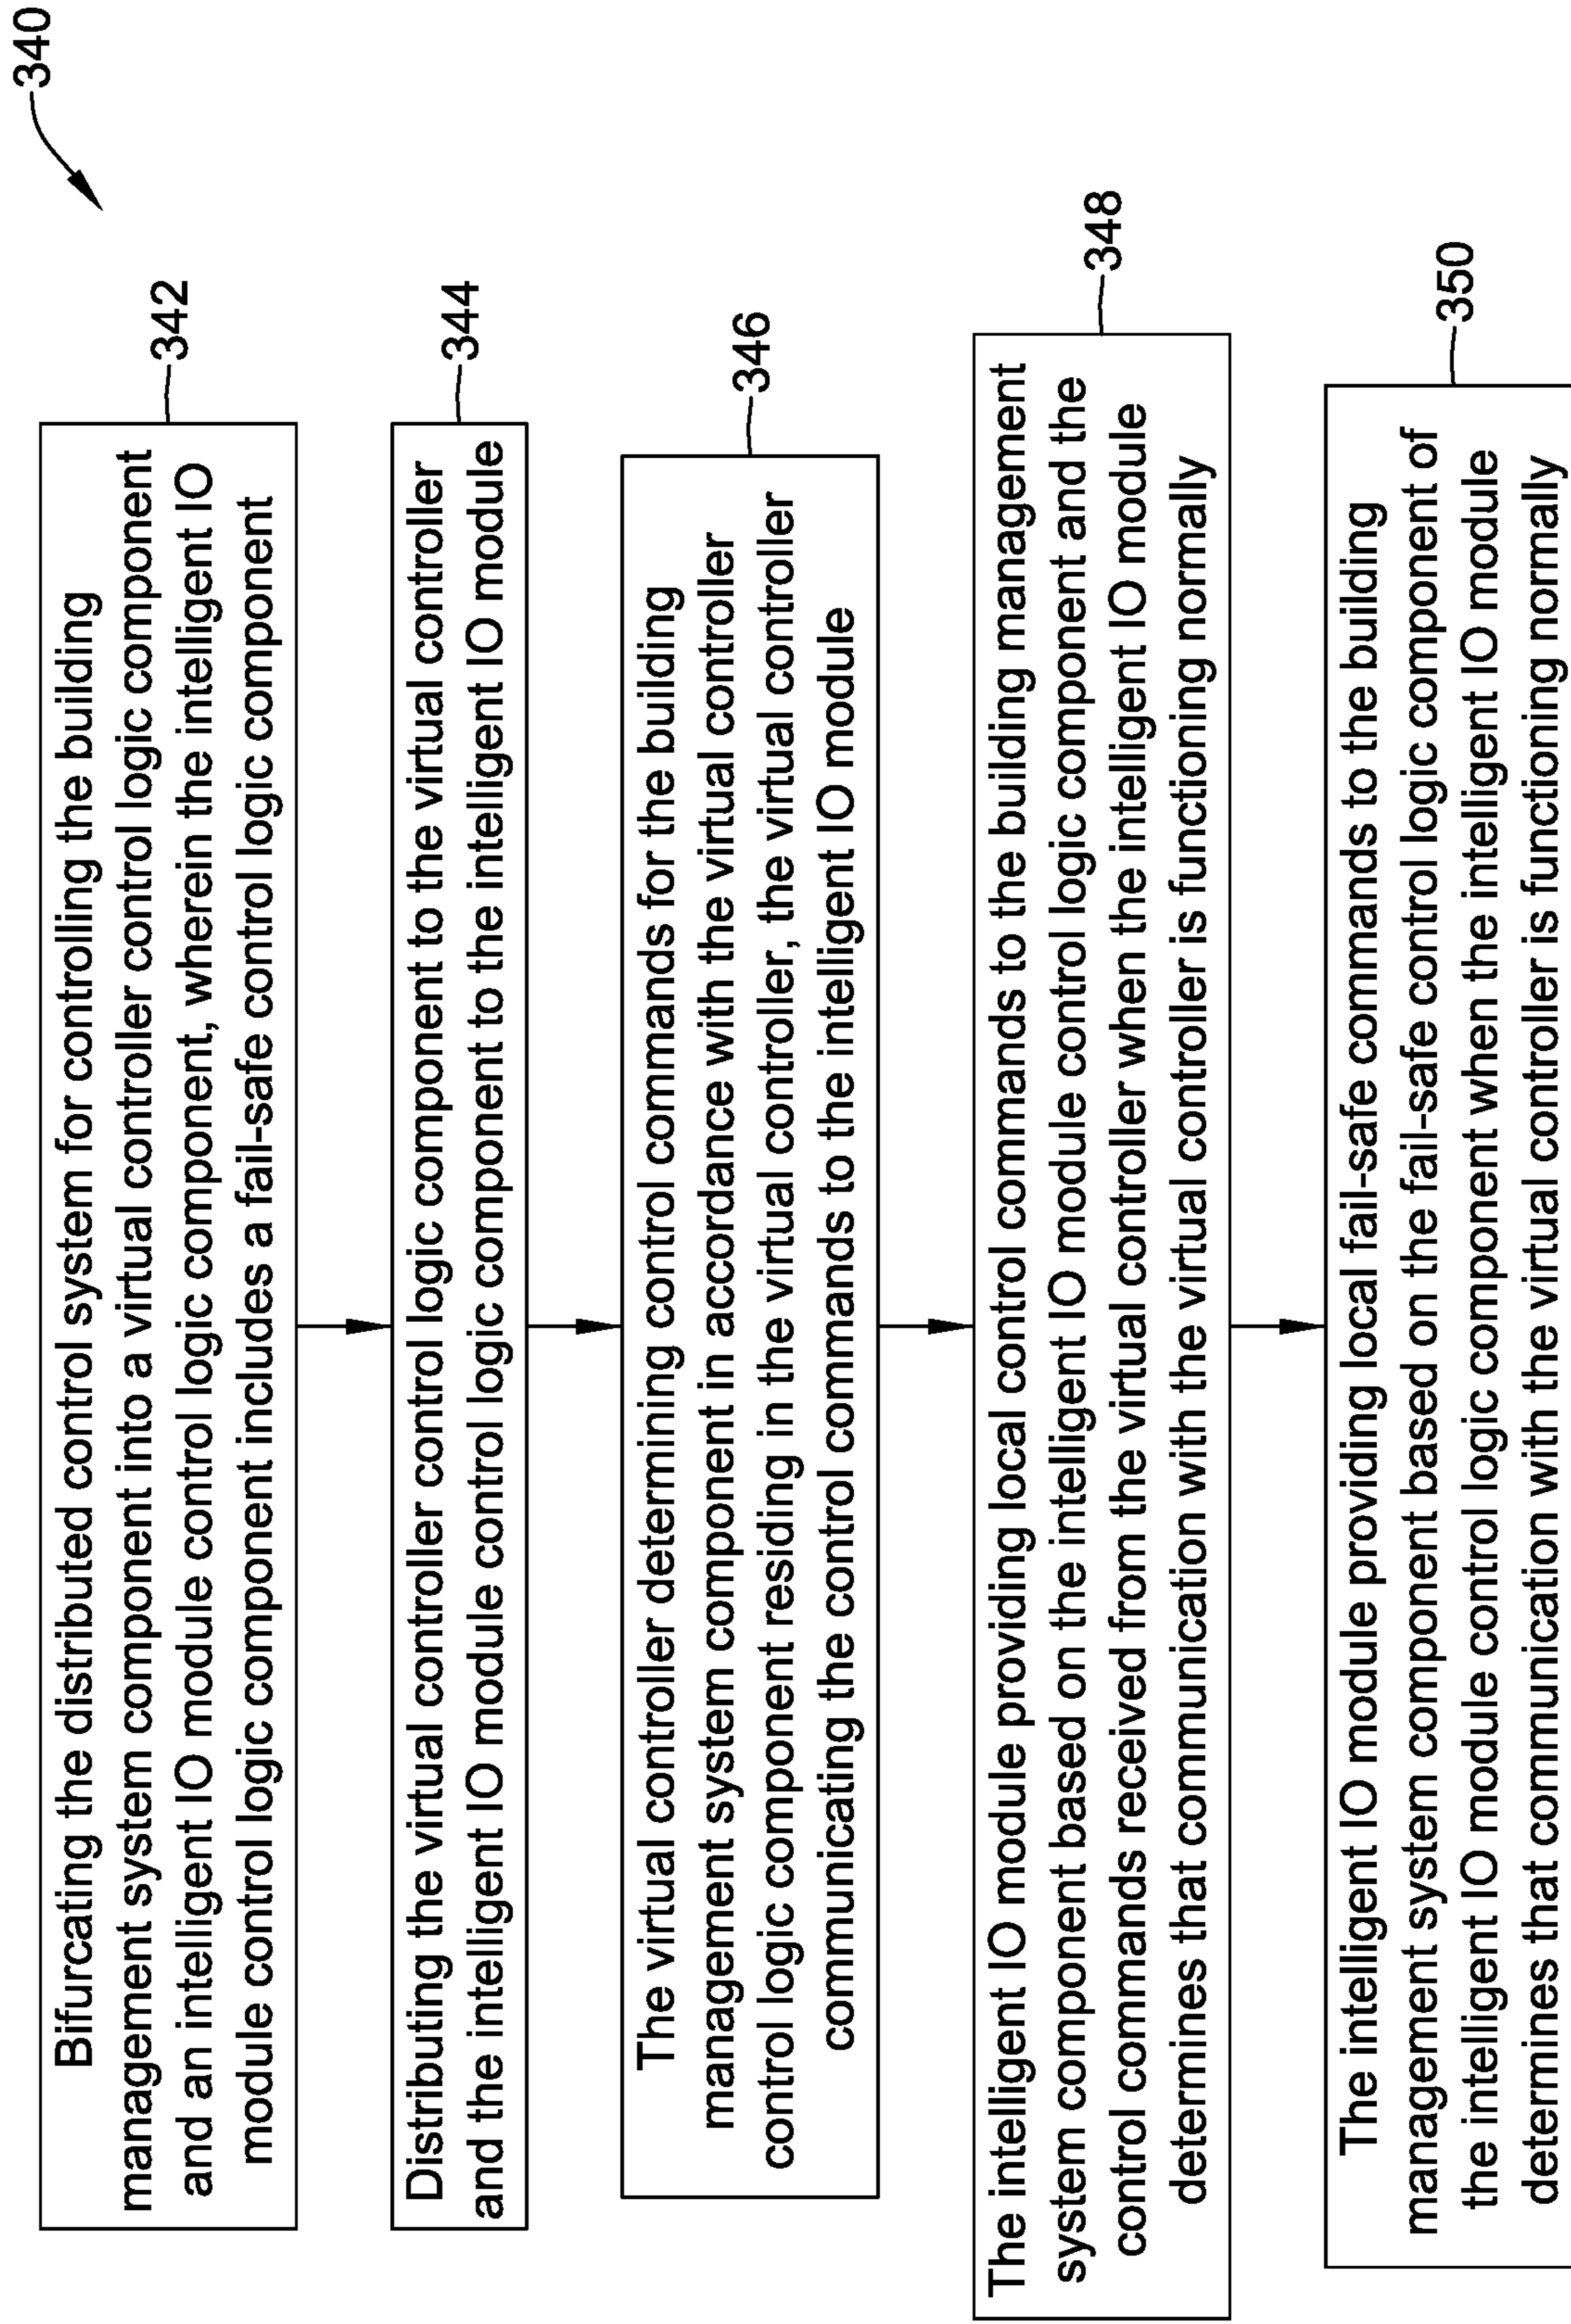 340
Bifurcating the distributed control system for controlling the building
management system component into a virtual controller control logic component
and an intelligent IO module control logic component, wherein the intelligent IO
module control logic component includes a fail-safe control logic component
342
Distributing the virtual controller control logic component to the virtual controller
and the intelligent IO module control logic component to the intelligent IO module
344
The virtual controller determining control commands for the building
management system component in accordance with the virtual controller
control logic component residing in the virtual controller, the virtual controller
communicating the control commands to the intelligent IO module
346
The intelligent IO module providing local control commands to the building management
system component based on the intelligent IO module control logic component and the
control commands received from the virtual controller when the intelligent IO module
determines that communication with the virtual controller is functioning normally
348
The intelligent IO module providing local fail-safe commands to the building
management system component based on the fail-safe control logic component of
the intelligent IO module control logic component when the intelligent IO module
determines that communication with the virtual controller is functioning normally
350